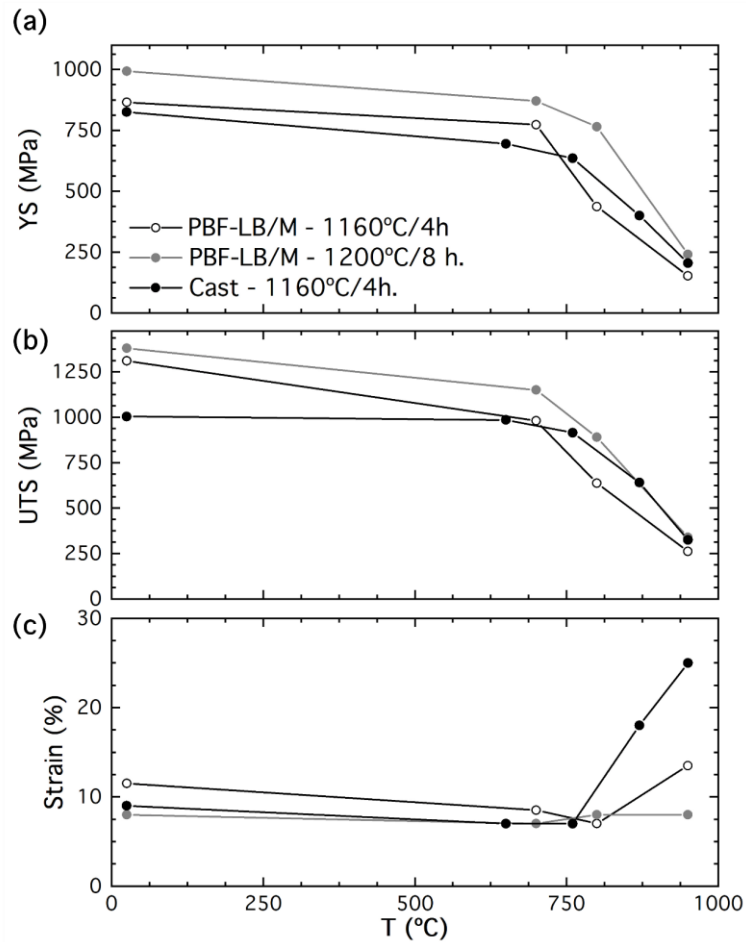 (a)
1000
750
500
250
0
YS (MPa)
PBF-LB/M - 1160ºC/4h
PBF-LB/M - 1200ºC/8 h.
Cast - 1160ºC/4h.
(b)
1250
1000
750
500
250
0
UTS (MPa)
(c)
30
20
10
0
Strain (%)
0 250 500 750 1000
T (ºC)